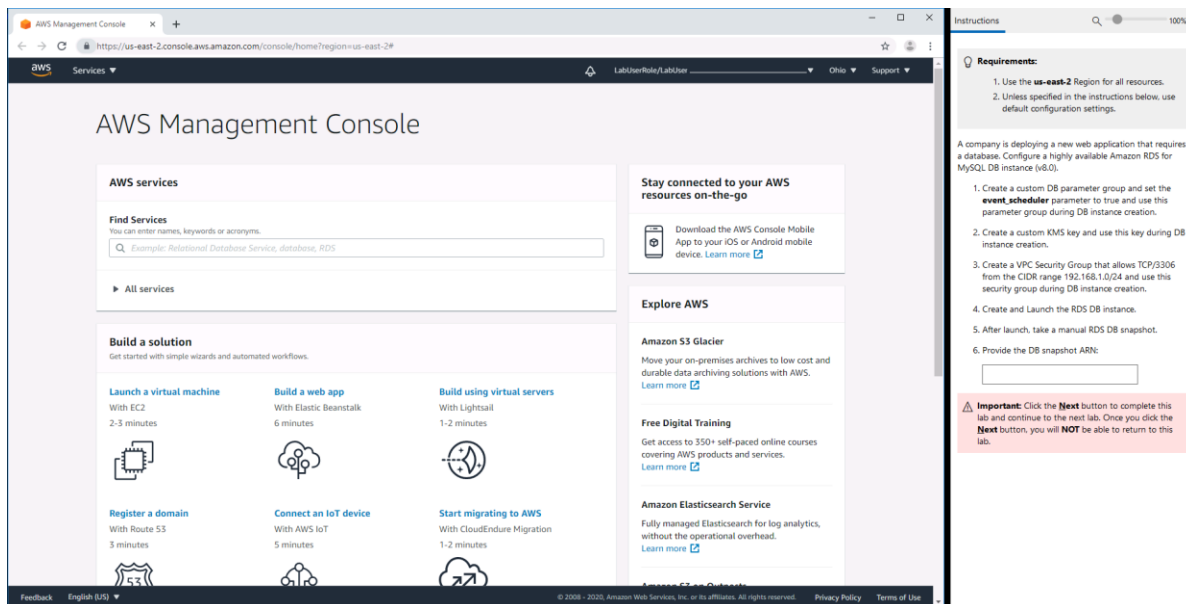 AWS Management Console
https://us-east-2.console.aws.amazon.com/console/home?region=us-east-2#
aws
Services
LabUserRole/LabUser
Ohio
Support
AWS Management Console
AWS services
Find Services
You can enter names, keywords or acronyms.
Example: Relational Database Service, database, RDS
All services
Build a solution
Get started with simple wizards and automated workflows.
Launch a virtual machine
With EC2
2-3 minutes
Build a web app
With Elastic Beanstalk
6 minutes
Build using virtual servers
With Lightsail
1-2 minutes
Register a domain
With Route 53
3 minutes
53
Connect an IoT device
With AWS IoT
5 minutes
Start migrating to AWS
With CloudEndure Migration
1-2 minutes
Stay connected to your AWS
resources on-the-go
Download the AWS Console Mobile
App to your iOS or Android mobile
device. Learn more
Explore AWS
Amazon S3 Glacier
Move your on-premises archives to low cost and
durable data archiving solutions with AWS.
Learn more
Free Digital Training
Get access to 350+ self-paced online courses
covering AWS products and services.
Learn more
Amazon Elasticsearch Service
Fully managed Elasticsearch for log analytics,
without the operational overhead.
Learn more
Amazon S3 on Outposts
Feedback
English (US)
© 2008 - 2020, Amazon Web Services, Inc. or its affiliates. All rights reserved.
Privacy Policy
Terms of Use
Instructions
100%
Requirements:
1. Use the us-east-2 Region for all resources.
2. Unless specified in the instructions below, use
default configuration settings.
A company is deploying a new web application that requires
a database. Configure a highly available Amazon RDS for
MySQL DB instance (v8.0).
1. Create a custom DB parameter group and set the
event_scheduler parameter to true and use this
parameter group during DB instance creation.
2. Create a custom KMS key and use this key during DB
instance creation.
3. Create a VPC Security Group that allows TCP/3306
from the CIDR range 192.168.1.0/24 and use this
security group during DB instance creation.
4. Create and Launch the RDS DB instance.
5. After launch, take a manual RDS DB snapshot.
6. Provide the DB snapshot ARN:
Important: Click the Next button to complete this
lab and continue to the next lab. Once you click the
Next button, you will NOT be able to return to this
lab.